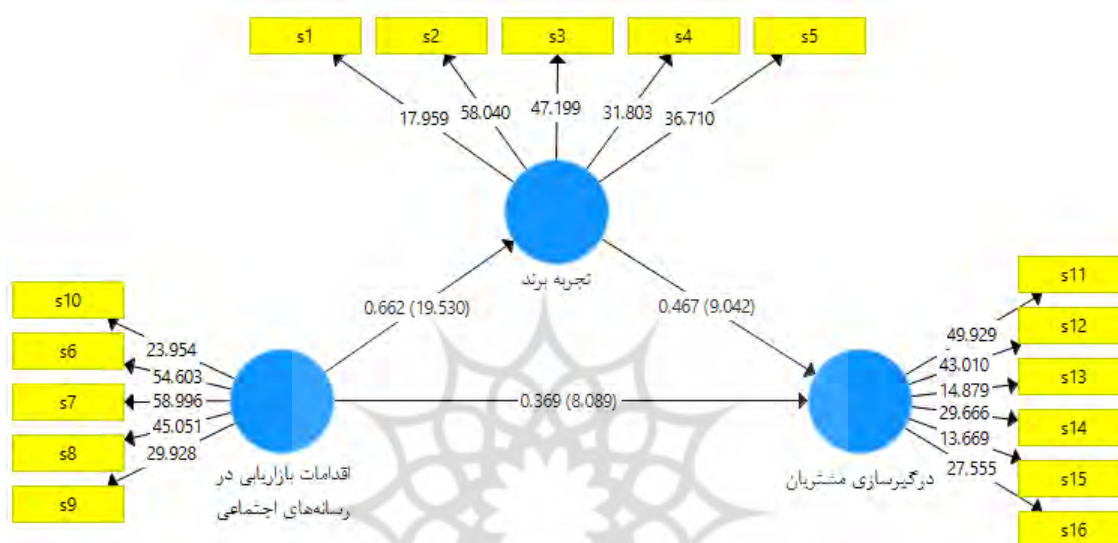 s1 s2 s3 s4 s5
17.959 58.040 47.199 31.803 36.710
تجربه برند
0.662 (19.530)
0.467 (9.042)
0.369 (8.089)
s10
s6
s7
s8
s9
23.954
54.603
58.996
45.051
29.928
اقدامات بازاریابی در
رسانه‌های اجتماعی
درگیرسازی مشتریان
49.929
43.010
14.879
29.666
13.669
27.555
s11
s12
s13
s14
s15
s16